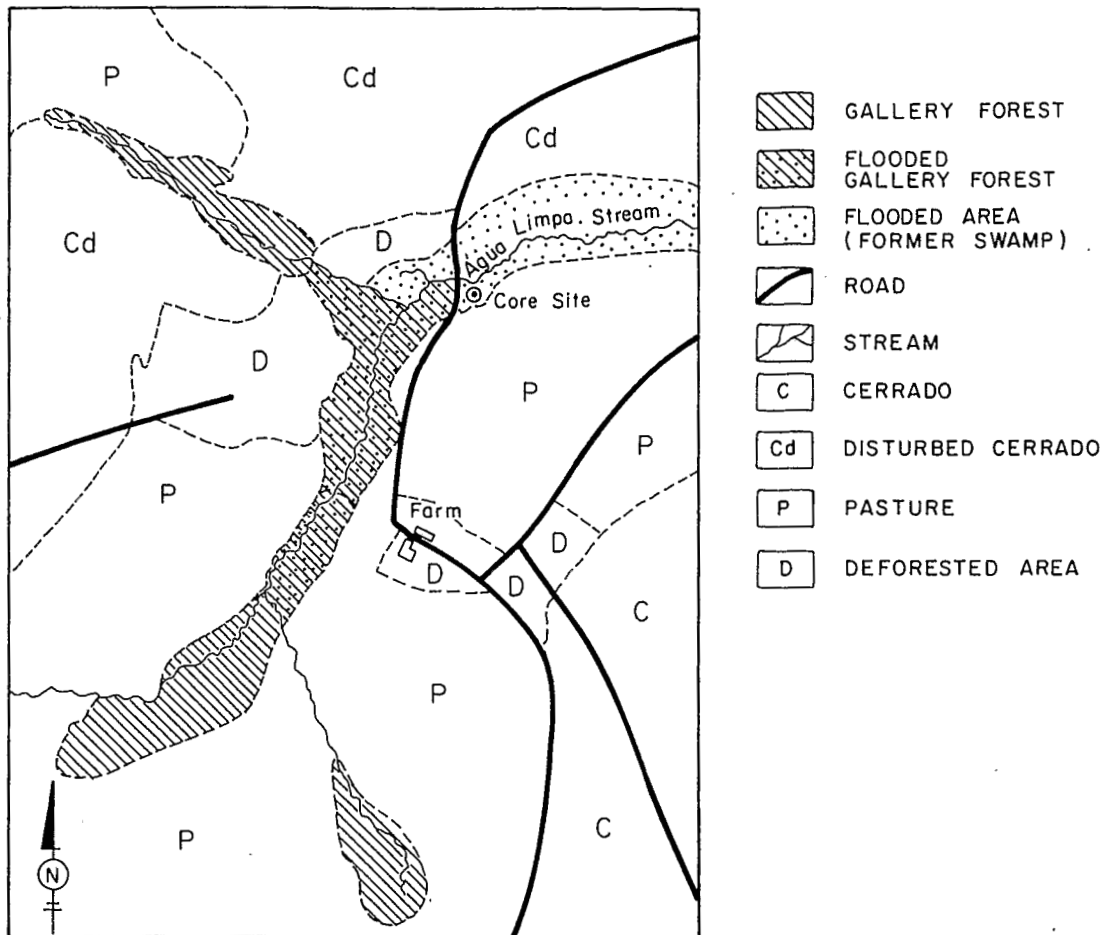 P
Cd
Cd
Cd
D
Agua Limpa. Stream
Core Site
D
P
P
P
Farm
D
D
D
C
P
C
P
N
GALLERY FOREST
FLOODED
GALLERY FOREST
FLOODED AREA
(FORMER SWAMP)
ROAD
STREAM
C CERRADO
Cd DISTURBED CERRADO
P PASTURE
D DEFORESTED AREA